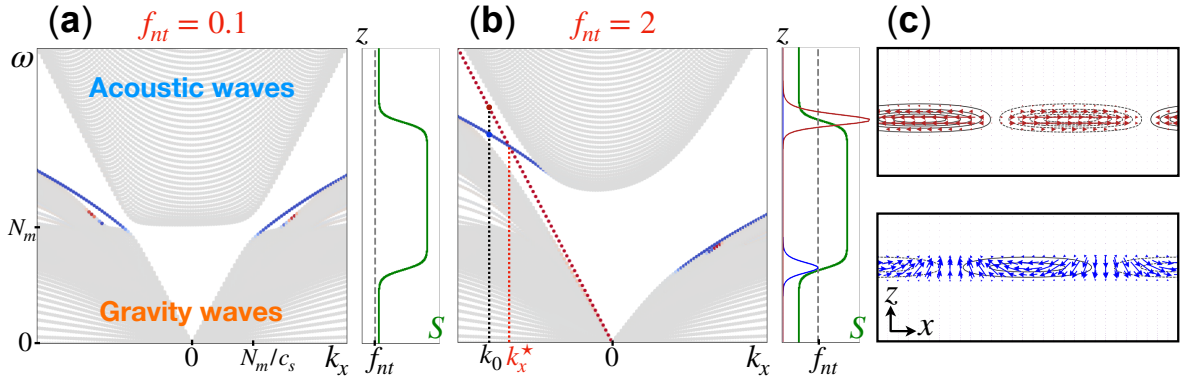 (a)
f_nt = 0.1
ω
Acoustic waves
N_m
Gravity waves
0
0
N_m/c_s
k_x
z
S
f_nt
(b)
f_nt = 2
k_0
k_x^⋆
0
k_x
z
S
f_nt
(c)
z
x